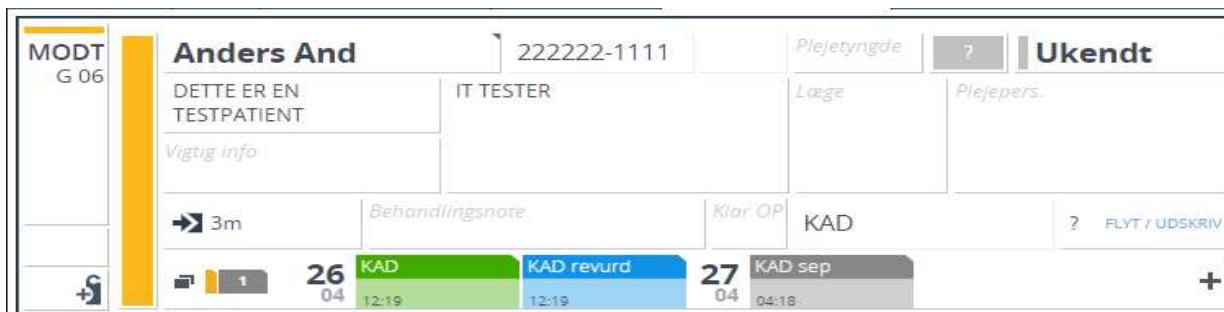 MODT
G 06
Anders And
222222-1111
Plejetyngde
?
Ukendt
DETTE ER EN
TESTPATIENT
IT TESTER
Læge
Plejepers.
Vigtig info
3m
Behandlingsnote
Klar OP
KAD
?
FLYT / UDSKRIV
1
26
04
KAD
12:19
KAD revurd
12:19
27
04
KAD sep
04:18
+